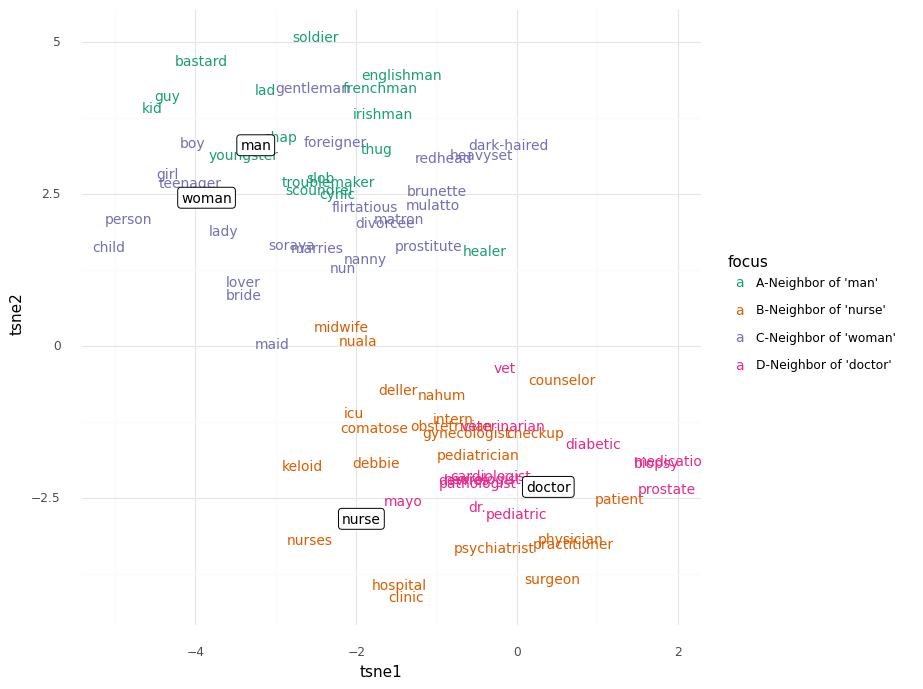 5
2.5
0
−2.5
tsne2
soldier
bastard
englishman
guy
lad
gentleman
frenchman
kid
irishman
hap
boy
man
foreigner
thug
dark-haired
youngster
redhead
heavyset
girl
teenager
slob
troublemaker
scoundrel
cynic
brunette
woman
flirtatious
mulatto
person
divorcee
matron
lady
child
soraya
marries
prostitute
healer
nanny
nun
lover
bride
midwife
maid
nuala
vet
counselor
deller
nahum
icu
intern
comatose
obstetrician
veterinarian
gynecologist
checkup
diabetic
pediatrician
keloid
debbie
medicatio
biopsy
cardiologist
pathologist
doctor
prostate
mayo
dr.
patient
nurse
pediatric
nurses
psychiatrist
physician
practitioner
hospital
surgeon
clinic
−4
−2
0
2
tsne1
focus
a A-Neighbor of 'man'
a B-Neighbor of 'nurse'
a C-Neighbor of 'woman'
a D-Neighbor of 'doctor'